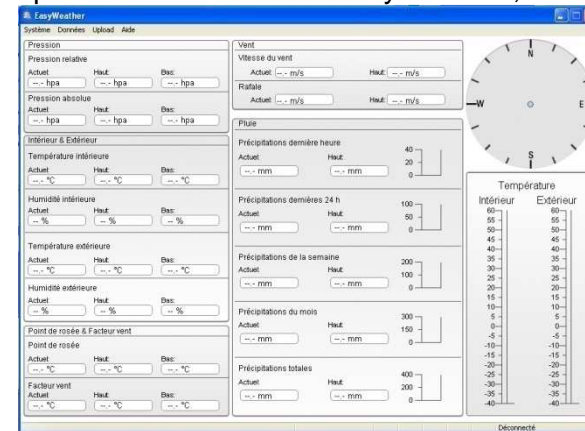 EasyWeather
Système Données Upload Aide
Pression
Pression relative
Actuel: Haut: Bas:
--.- hpa --.- hpa --.- hpa
Pression absolue
Actuel: Haut: Bas:
--.- hpa --.- hpa --.- hpa
Intérieur & Extérieur
Température intérieure
Actuel: Haut: Bas:
--.- °C --.- °C --.- °C
Humidité intérieure
Actuel: Haut: Bas:
-- % -- % -- %
Température extérieure
Actuel: Haut: Bas:
--.- °C --.- °C --.- °C
Humidité extérieure
Actuel: Haut: Bas:
-- % -- % -- %
Point de rosée & Facteur vent
Point de rosée
Actuel: Haut: Bas:
--.- °C --.- °C --.- °C
Facteur vent
Actuel: Haut: Bas:
--.- °C --.- °C --.- °C
Vent
Vitesse du vent
Actuel: --.- m/s Haut: --.- m/s
Rafale
Actuel: --.- m/s Haut: --.- m/s
Pluie
Précipitations dernière heure
Actuel: Haut:
--.- mm --.- mm
40
20
0
Précipitations dernières 24 h
Actuel: Haut:
--.- mm --.- mm
100
50
0
Précipitations de la semaine
Actuel: Haut:
--.- mm --.- mm
200
100
0
Précipitations du mois
Actuel: Haut:
--.- mm --.- mm
300
150
0
Précipitations totales
Actuel: Haut:
--.- mm --.- mm
400
200
0
N
W E
S
Température
Intérieur Extérieur
60 60
55 55
50 50
45 45
40 40
35 35
30 30
25 25
20 20
15 15
10 10
5 5
0 0
-5 -5
-10 -10
-15 -15
-20 -20
-25 -25
-30 -30
-35 -35
-40 -40
Déconnecté